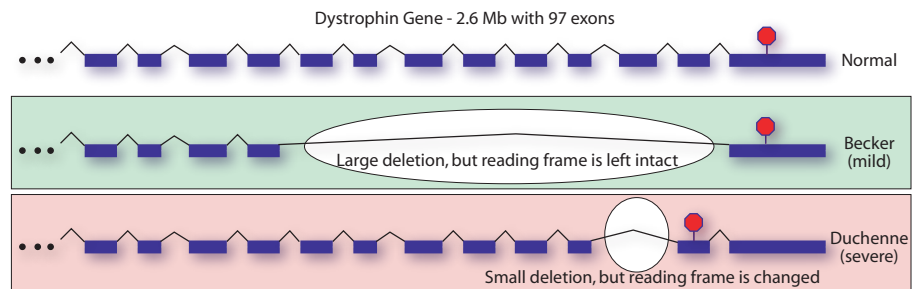 Dystrophin Gene - 2.6 Mb with 97 exons
Normal
Large deletion, but reading frame is left intact
Becker
(mild)
Duchenne
(severe)
Small deletion, but reading frame is changed